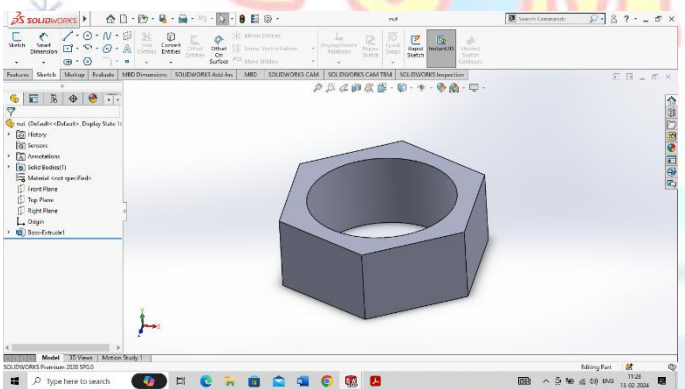 SOLIDWORKS
nut
Search Commands
Sketch
Smart Dimension
Trim Entities
Convert Entities
Offset Entities
Offset On Surface
Mirror Entities
Linear Sketch Pattern
Move Entities
Display/Delete Relations
Repair Sketch
Quick Snaps
Rapid Sketch
Instant2D
Shaded Sketch Contours
Features Sketch Markup Evaluate MBD Dimensions SOLIDWORKS Add-Ins MBD SOLIDWORKS CAM SOLIDWORKS CAM TBM SOLIDWORKS Inspection
nut (Default<<Default>_Display State 1>
History
Sensors
Annotations
Solid Bodies(1)
Material <not specified>
Front Plane
Top Plane
Right Plane
Origin
Boss-Extrude1
Model 3D Views Motion Study 1
SOLIDWORKS Premium 2020 SP0.0
Editing Part
Type here to search
ENG
11:28
13-02-2024